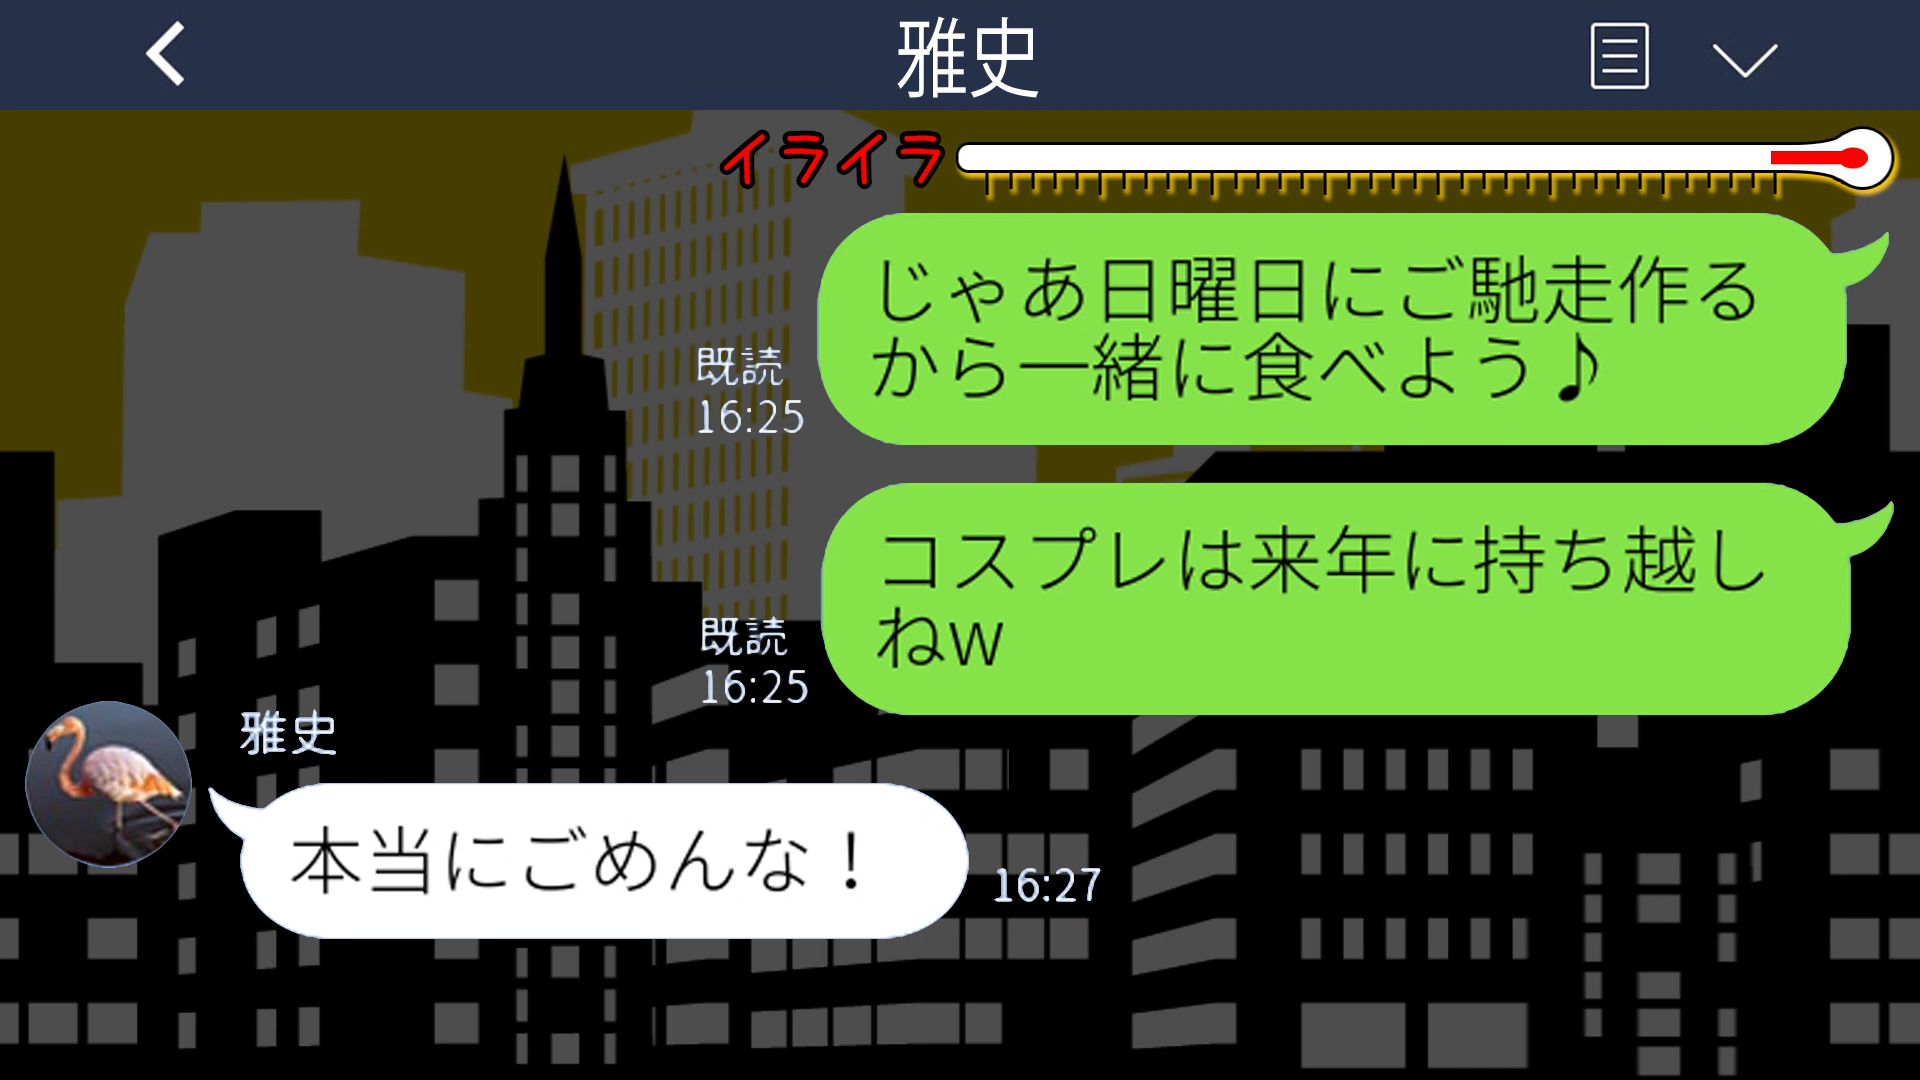 雅史
イライラ
じゃあ日曜日にご馳走作る
から一緒に食べよう♪
既読
16:25
コスプレは来年に持ち越し
ねw
既読
16:25
雅史
本当にごめんな！
16:27